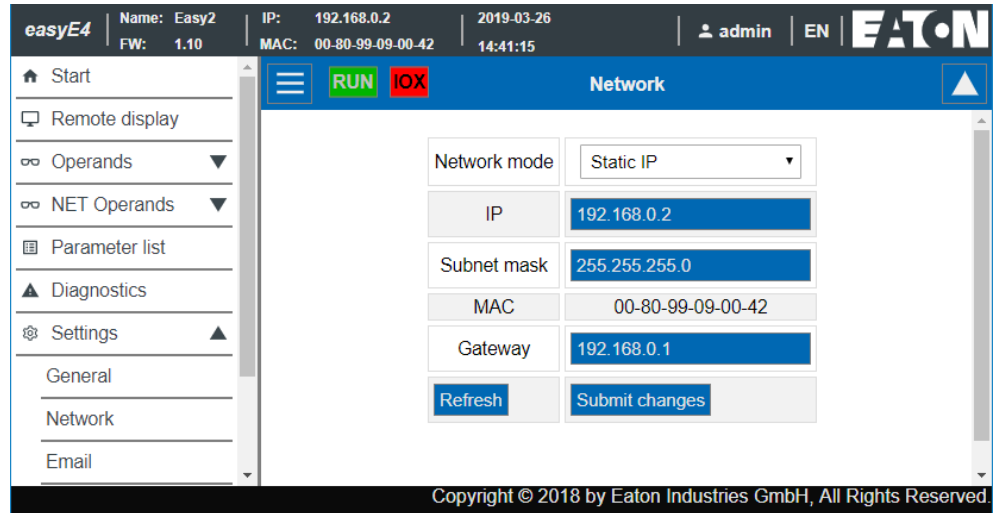 easyE4
Name: Easy2
FW: 1.10
IP: 192.168.0.2
MAC: 00-80-99-09-00-42
2019-03-26
14:41:15
admin
EN
EATON
Start
Remote display
Operands
NET Operands
Parameter list
Diagnostics
Settings
General
Network
Email
RUN IOX Network
Network mode Static IP
IP 192.168.0.2
Subnet mask 255.255.255.0
MAC 00-80-99-09-00-42
Gateway 192.168.0.1
Refresh Submit changes
Copyright © 2018 by Eaton Industries GmbH, All Rights Reserved.